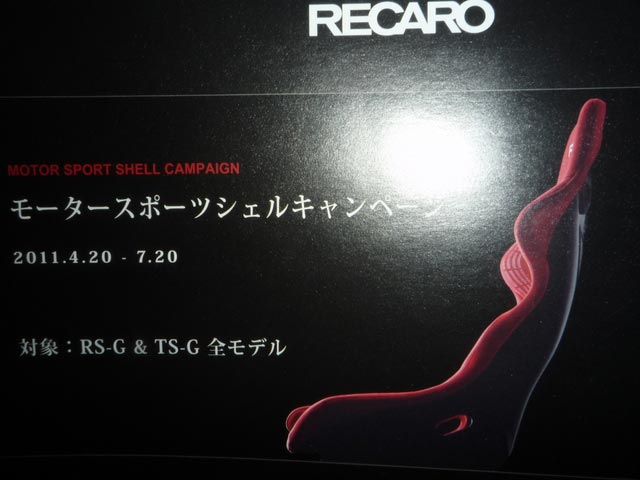 RECARO
MOTOR SPORT SHELL CAMPAIGN
モータースポーツシェルキャンペーン
2011.4.20 - 7.20
対象：RS-G & TS-G 全モデル